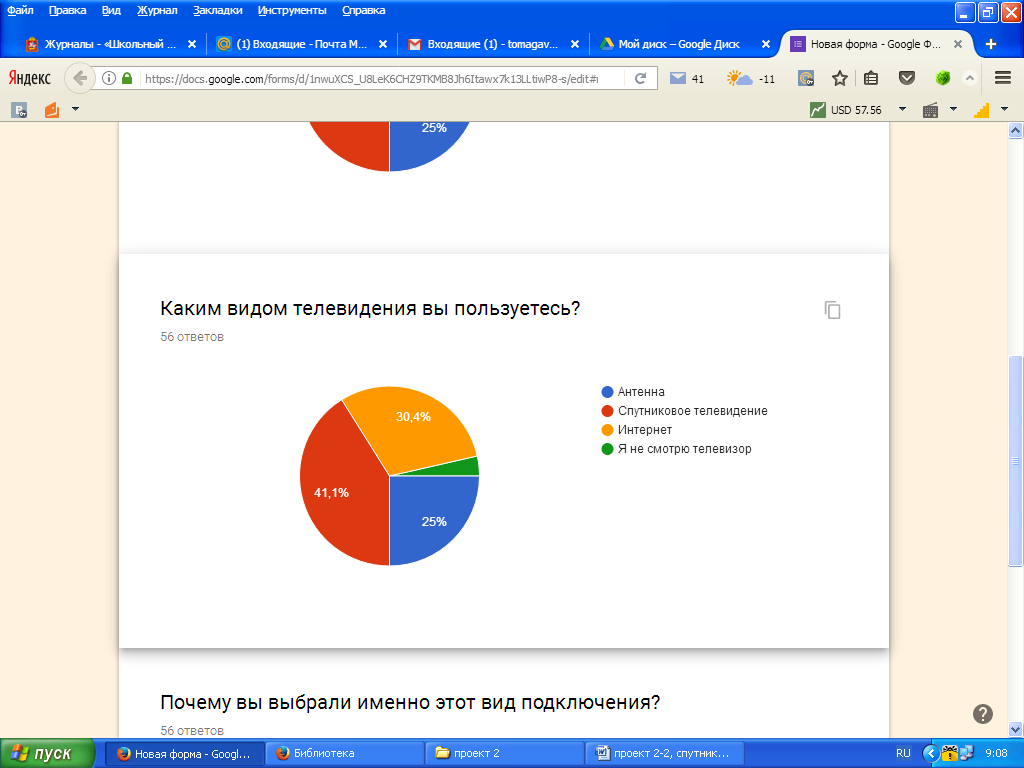 Файл Правка Вид Журнал Закладки Инструменты Справка
Журналы - «Школьный ... (1) Входящие - Почта М... Входящие (1) - tomagav... Мой диск – Google Диск Новая форма - Google Ф...
Яндекс https://docs.google.com/forms/d/1nwuXCS_U8LeK6CHZ9TKMB8Jh6Itawx7k13LLtiwP8-s/edit# 41 -11
USD 57.56
25%
Каким видом телевидения вы пользуетесь?
56 ответов
Антенна
Спутниковое телевидение
Интернет
Я не смотрю телевизор
30,4%
41,1%
25%
Почему вы выбрали именно этот вид подключения?
56 ответов
пуск Новая форма - Googl... Библиотека проект 2 проект 2-2, спутник... RU 9:08